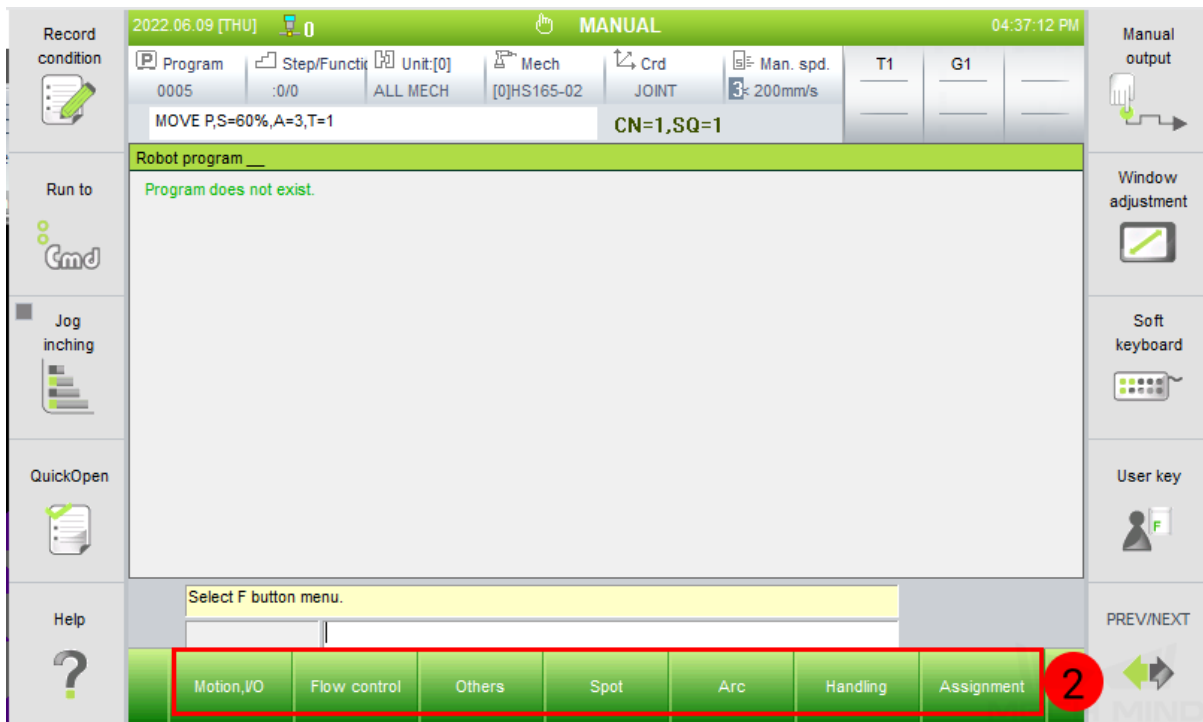 Record
condition
2022.06.09 [THU] 0 MANUAL 04:37:12 PM
Manual
output
P Program Step/Functic Unit:[0] Mech Crd Man. spd. T1 G1
0005 :0/0 ALL MECH [0]HS165-02 JOINT 3< 200mm/s
MOVE P,S=60%,A=3,T=1 CN=1,SQ=1
Robot program __
Program does not exist.
Run to
Cmd
Window
adjustment
Jog
inching
Soft
keyboard
QuickOpen
User key
F
Select F button menu.
Help
PREV/NEXT
Motion,I/O Flow control Others Spot Arc Handling Assignment 2